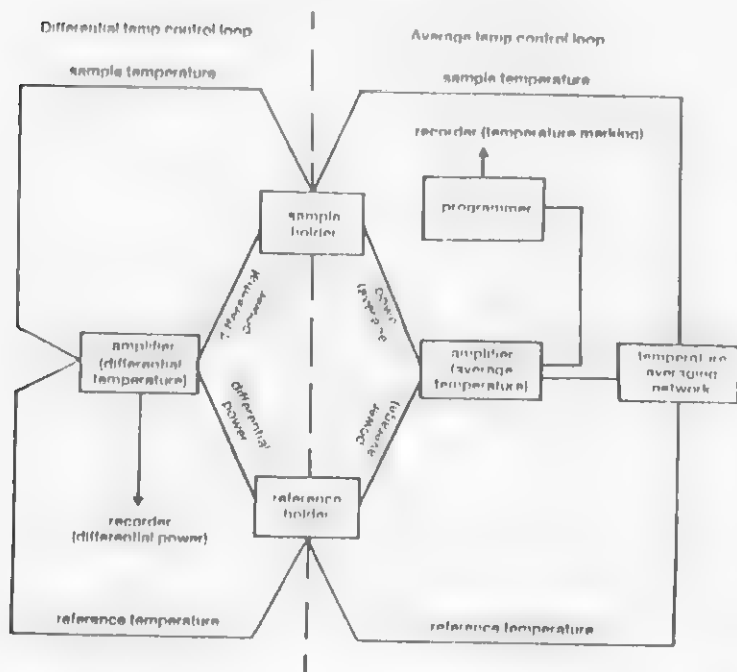 Differential temp control loop
Average temp control loop
sample temperature
sample temperature
recorder (temperature marking)
programmer
sample
holder
differential
power
power
(average
amplifier
(differential
temperature)
amplifier
(average
temperature)
temperature
averaging
network
differential
power
power
average)
reference
holder
recorder
(differential power)
reference temperature
reference temperature